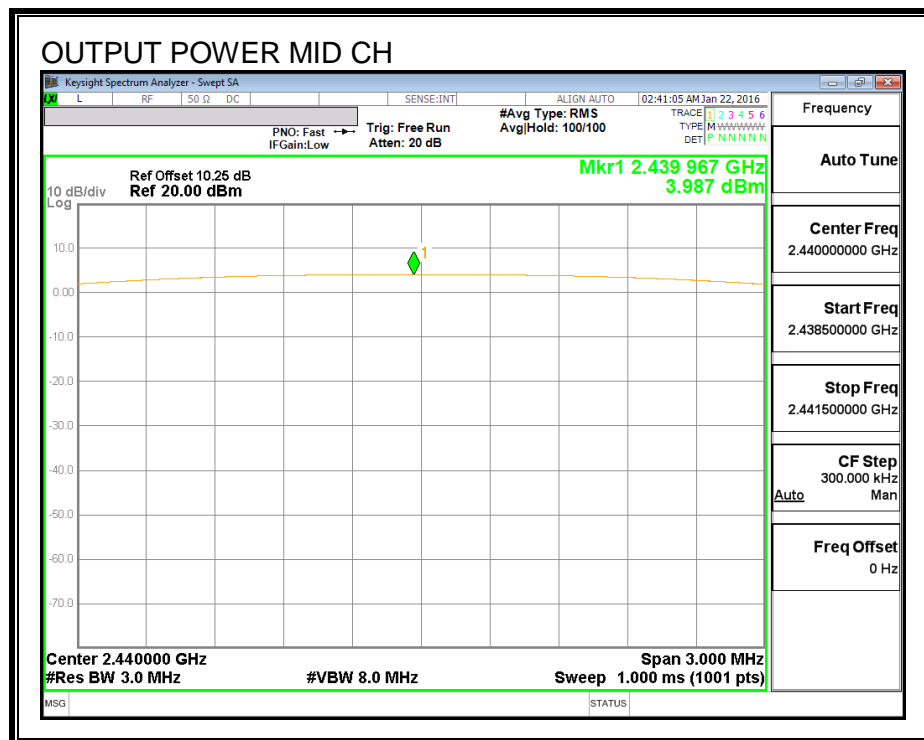 OUTPUT POWER MID CH
Keysight Spectrum Analyzer - Swept SA
LXI L RF 50 Ω DC SENSE:INT ALIGN AUTO 02:41:05 AM Jan 22, 2016
PNO: Fast
IFGain:Low
Trig: Free Run
Atten: 20 dB
#Avg Type: RMS
Avg|Hold: 100/100
TRACE 1 2 3 4 5 6
TYPE M WWWWW
DET P N N N N N
Frequency
Mkr1 2.439 967 GHz
3.987 dBm
Ref Offset 10.25 dB
10 dB/div Ref 20.00 dBm
Log
10.0
0.00
-10.0
-20.0
-30.0
-40.0
-50.0
-60.0
-70.0
1
Center 2.440000 GHz
Span 3.000 MHz
#Res BW 3.0 MHz
#VBW 8.0 MHz
Sweep 1.000 ms (1001 pts)
Auto Tune
Center Freq
2.440000000 GHz
Start Freq
2.438500000 GHz
Stop Freq
2.441500000 GHz
CF Step
300.000 kHz
Auto Man
Freq Offset
0 Hz
MSG
STATUS